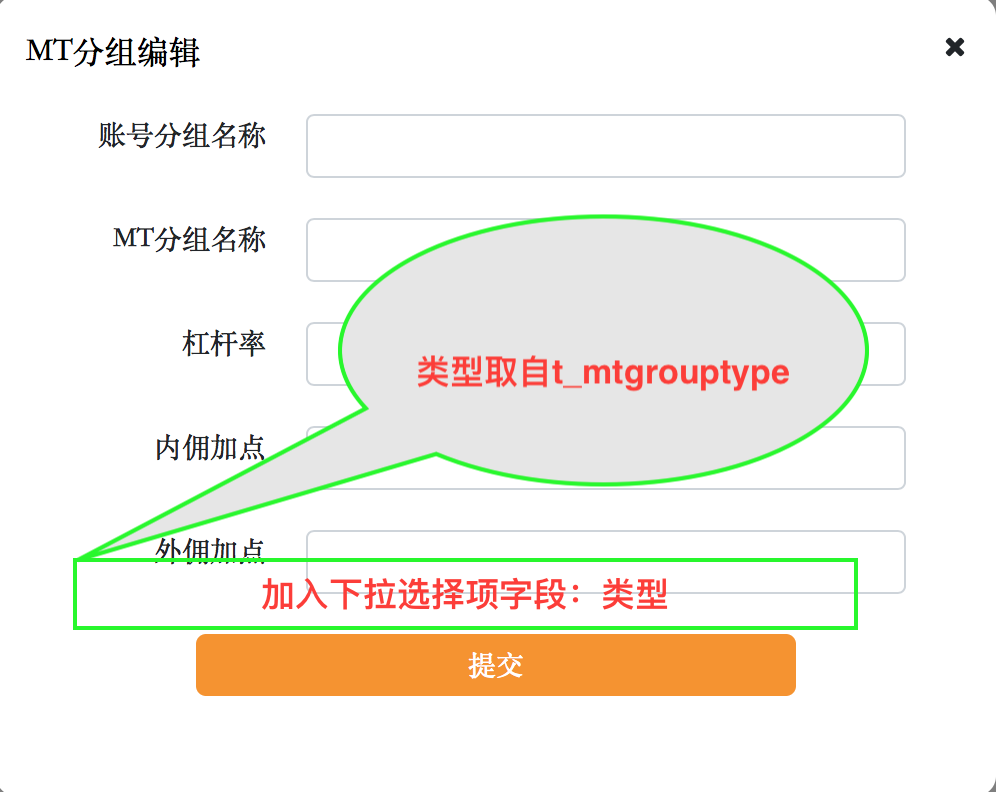 MT分组编辑
账号分组名称
MT分组名称
杠杆率
类型取自t_mtgrouptype
内佣加点
外佣加点
加入下拉选择项字段：类型
提交